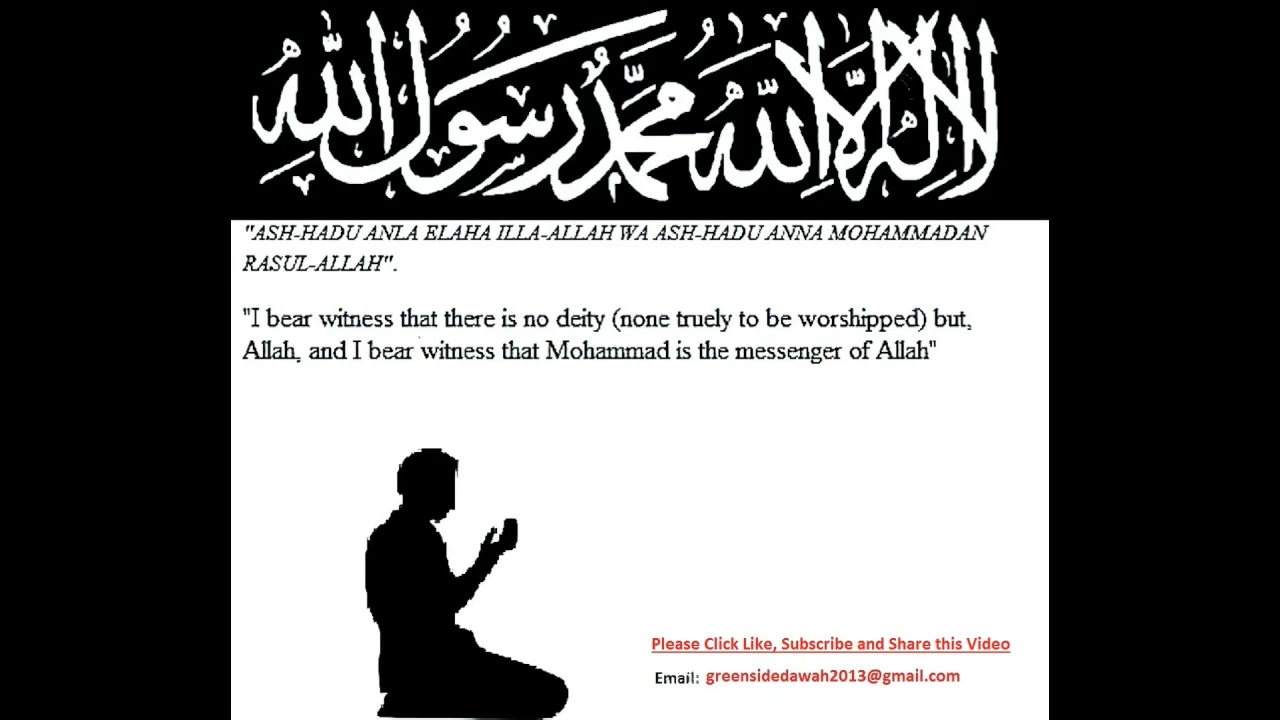 لا إله إلا الله محمد رسول الله
"ASH-HADU ANLA ELAHA ILLA-ALLAH WA ASH-HADU ANNA MOHAMMADAN
RASUL-ALLAH".
"I bear witness that there is no deity (none truely to be worshipped) but,
Allah, and I bear witness that Mohammad is the messenger of Allah"
Please Click Like, Subscribe and Share this Video
Email: greensidedawah2013@gmail.com